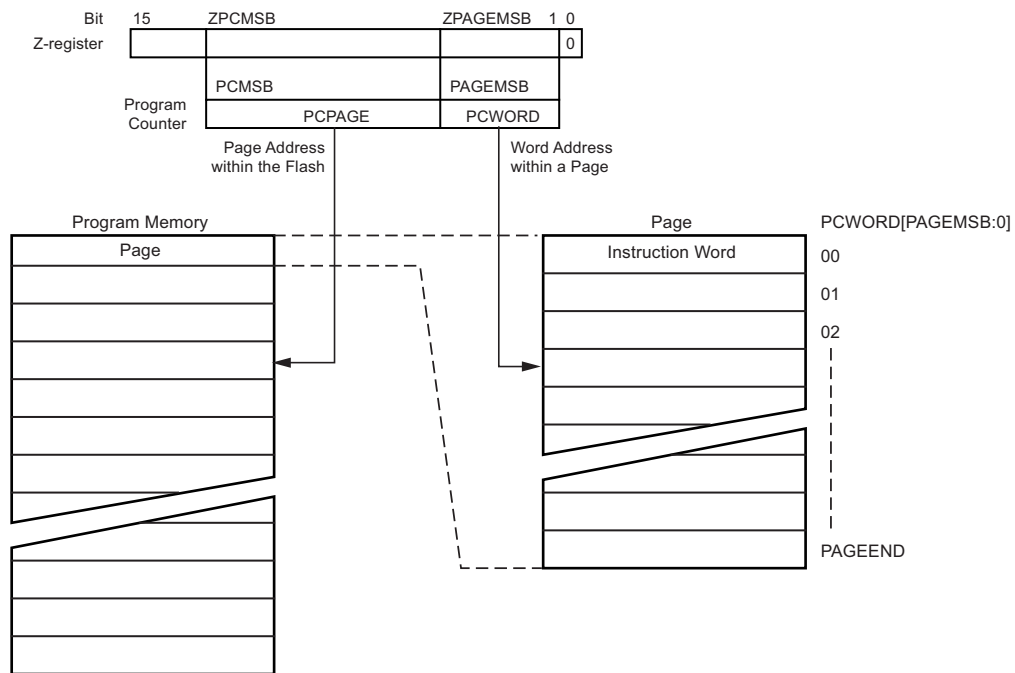 Bit 15 ZPCMSB ZPAGEMSB 1 0
Z-register 0
PCMSB PAGEMSB
Program
Counter
PCPAGE PCWORD
Page Address
within the Flash
Word Address
within a Page
Program Memory
Page
Page PCWORD[PAGEMSB:0]
Instruction Word 00
01
02
PAGEEND